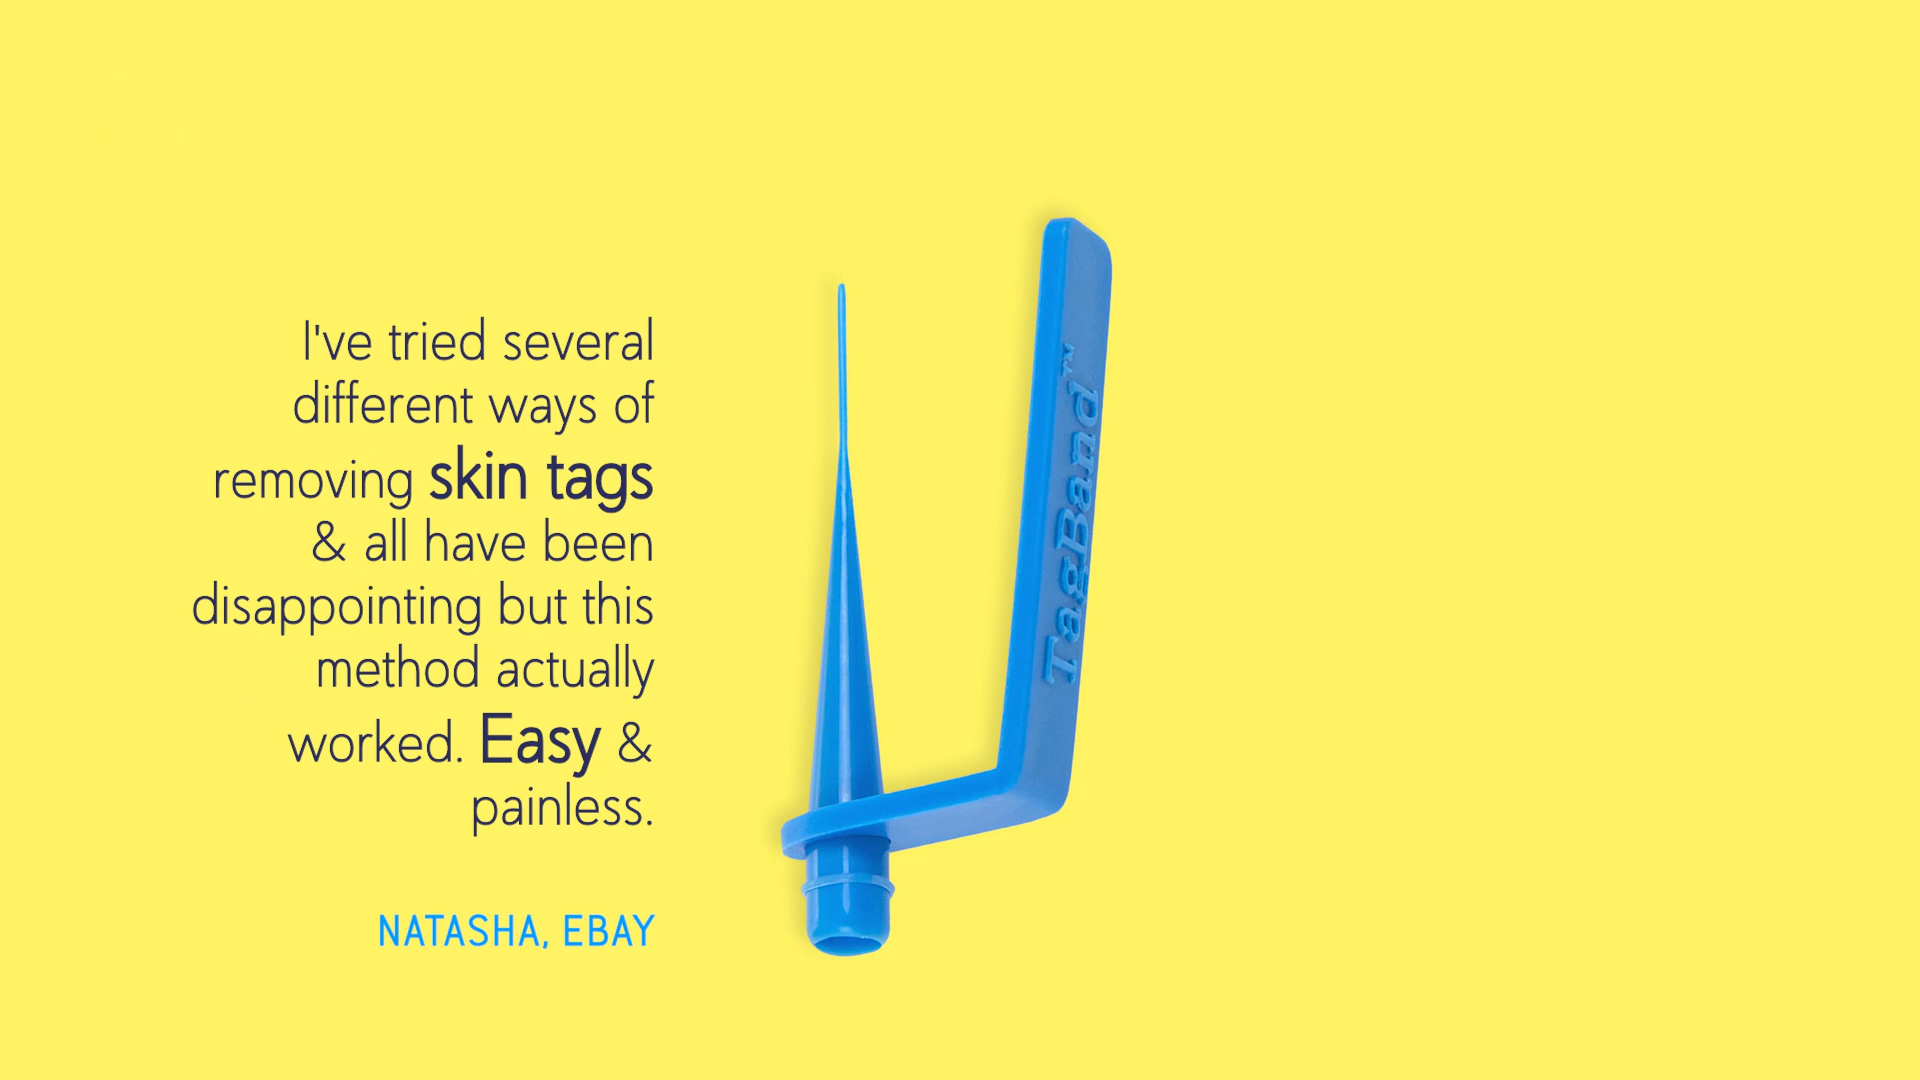 I've tried several
different ways of
removing skin tags
& all have been
disappointing but this
method actually
worked. Easy &
painless.
NATASHA, EBAY
TagBand™